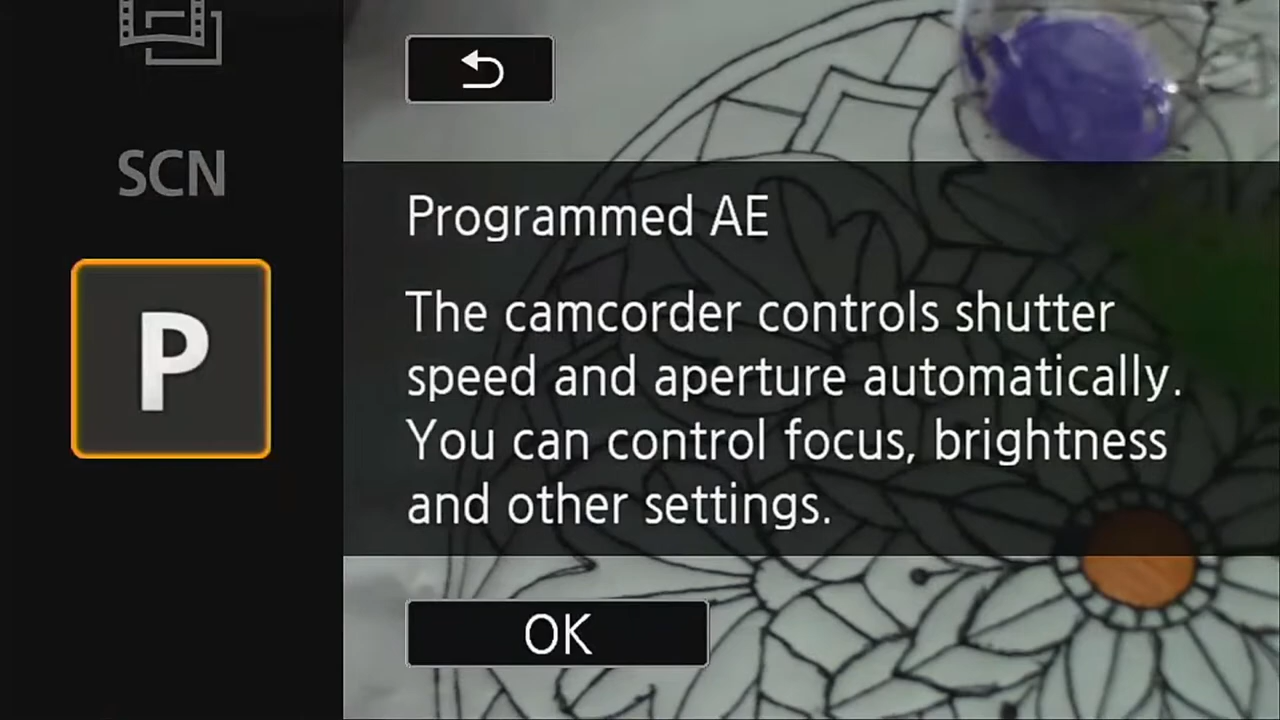 SCN
P
Programmed AE
The camcorder controls shutter
speed and aperture automatically.
You can control focus, brightness
and other settings.
OK